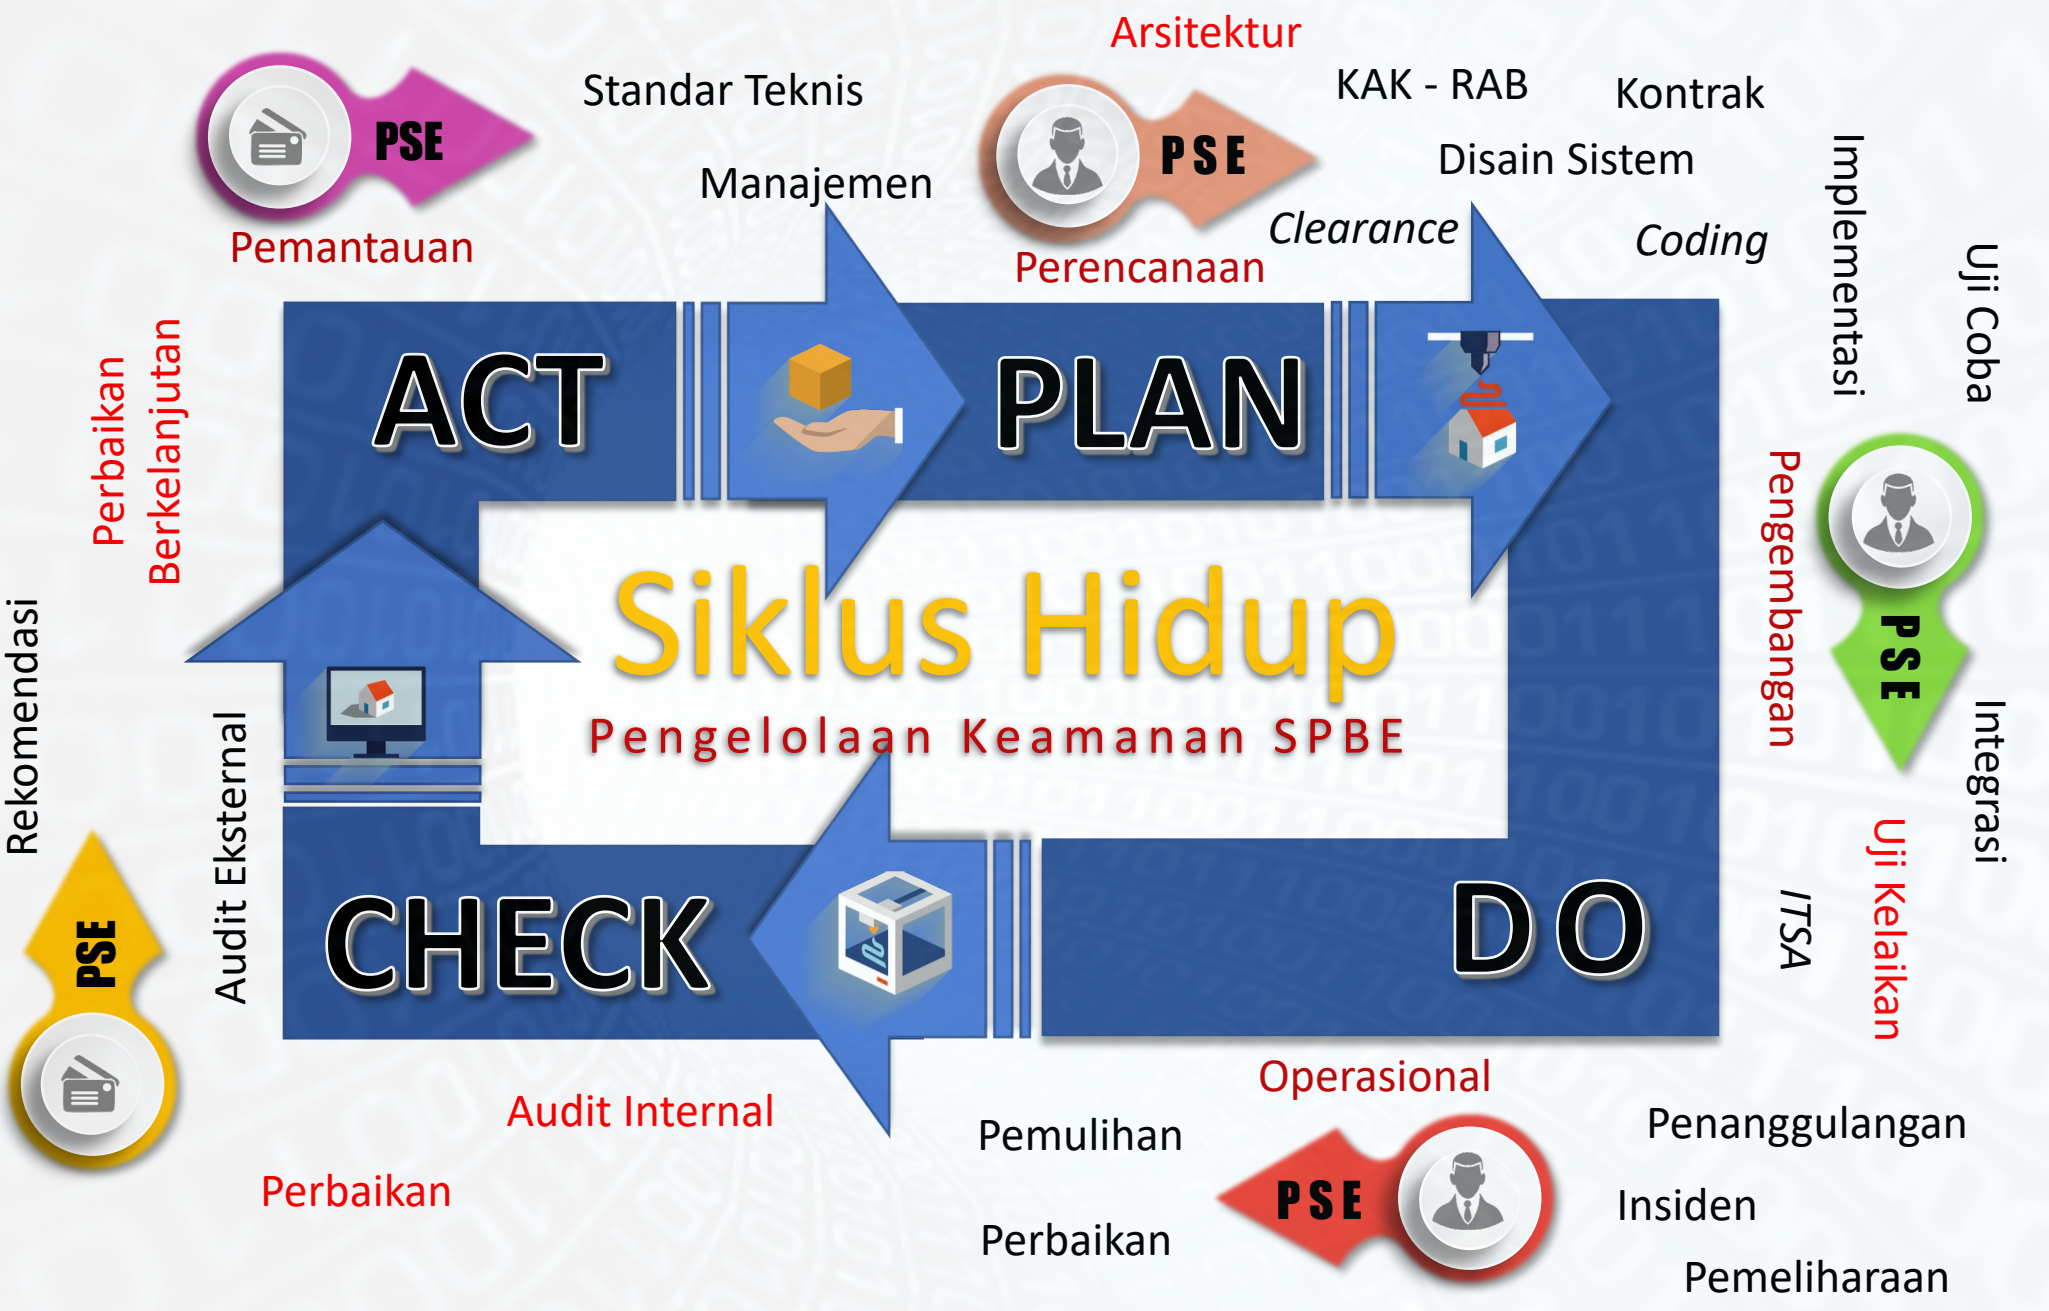 Arsitektur
Standar Teknis
KAK - RAB
Kontrak
PSE
PSE
Disain Sistem
Manajemen
Clearance
Coding
Pemantauan
Perencanaan
Implementasi
Uji Coba
Perbaikan
Berkelanjutan
ACT
PLAN
Pengembangan
PSE
Siklus Hidup
Pengelolaan Keamanan SPBE
Rekomendasi
Audit Eksternal
Integrasi
Uji Kelaikan
ITSA
PSE
CHECK
DO
Operasional
Audit Internal
Pemulihan
Penanggulangan
Perbaikan
PSE
Insiden
Perbaikan
Pemeliharaan